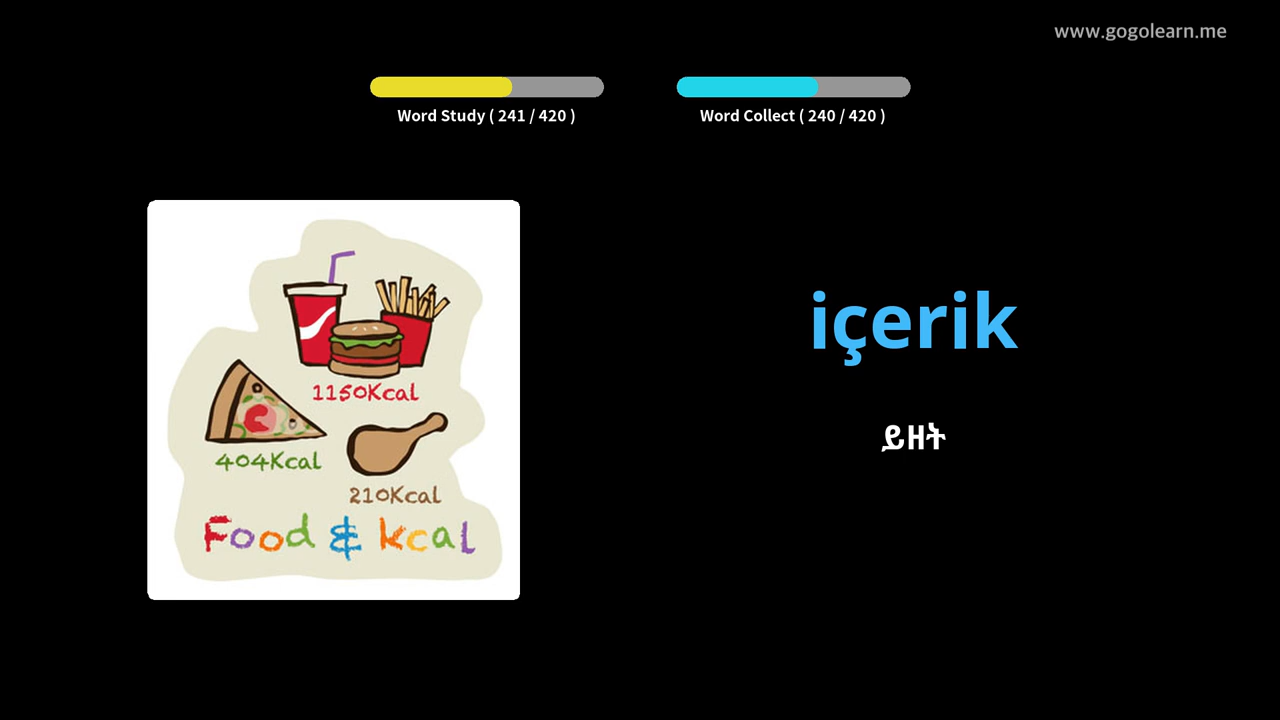 www.gogolearn.me
Word Study ( 241 / 420 )
Word Collect ( 240 / 420 )
1150Kcal
404Kcal
210Kcal
Food & kcal
içerik
ይዘት